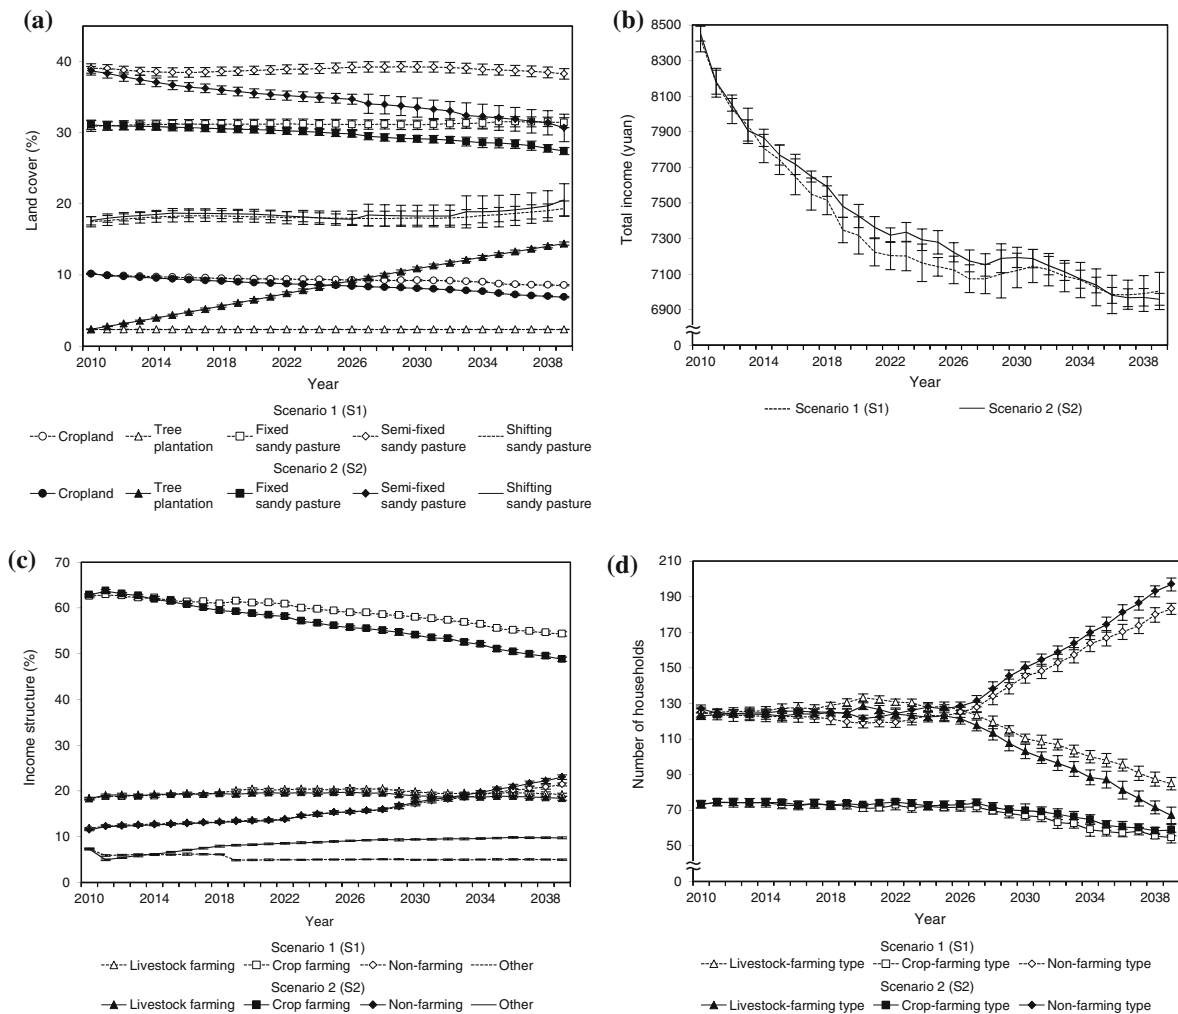 (a)
Land cover (%)
40
30
20
10
0
2010 2014 2018 2022 2026 2030 2034 2038
Year
Scenario 1 (S1)
Cropland Tree plantation Fixed sandy pasture Semi-fixed sandy pasture Shifting sandy pasture
Scenario 2 (S2)
Cropland Tree plantation Fixed sandy pasture Semi-fixed sandy pasture Shifting sandy pasture
(b)
Total income (yuan)
8500
8300
8100
7900
7700
7500
7300
7100
6900
0
2010 2014 2018 2022 2026 2030 2034 2038
Year
Scenario 1 (S1) Scenario 2 (S2)
(c)
Income structure (%)
70
60
50
40
30
20
10
0
2010 2014 2018 2022 2026 2030 2034 2038
Year
Scenario 1 (S1)
Livestock farming Crop farming Non-farming Other
Scenario 2 (S2)
Livestock farming Crop farming Non-farming Other
(d)
Number of households
210
190
170
150
130
110
90
70
50
0
2010 2014 2018 2022 2026 2030 2034 2038
Year
Scenario 1 (S1)
Livestock-farming type Crop-farming type Non-farming type
Scenario 2 (S2)
Livestock-farming type Crop-farming type Non-farming type